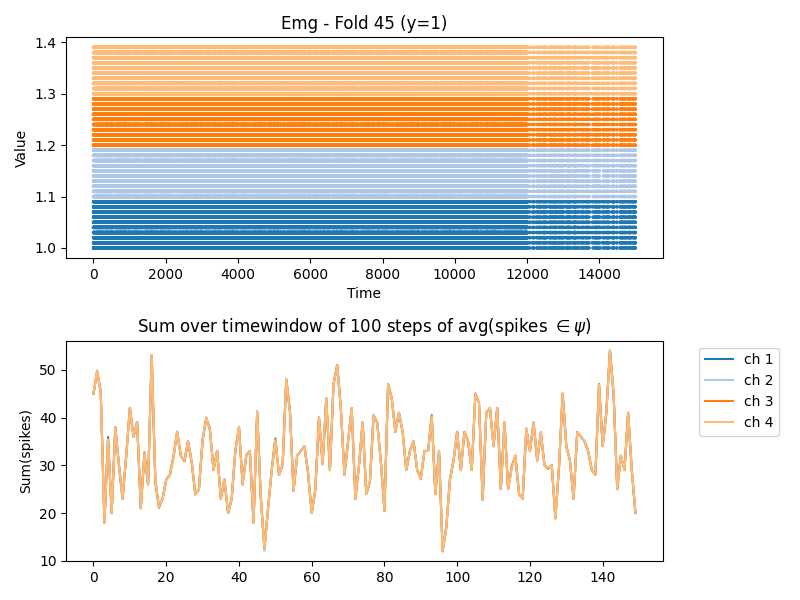 Emg - Fold 45 (y=1)
1.4
1.3
1.2
1.1
1.0
Value
0 2000 4000 6000 8000 10000 12000 14000
Time
Sum over timewindow of 100 steps of avg(spikes ∈ ψ)
50
40
30
20
10
Sum(spikes)
0 20 40 60 80 100 120 140
ch 1
ch 2
ch 3
ch 4